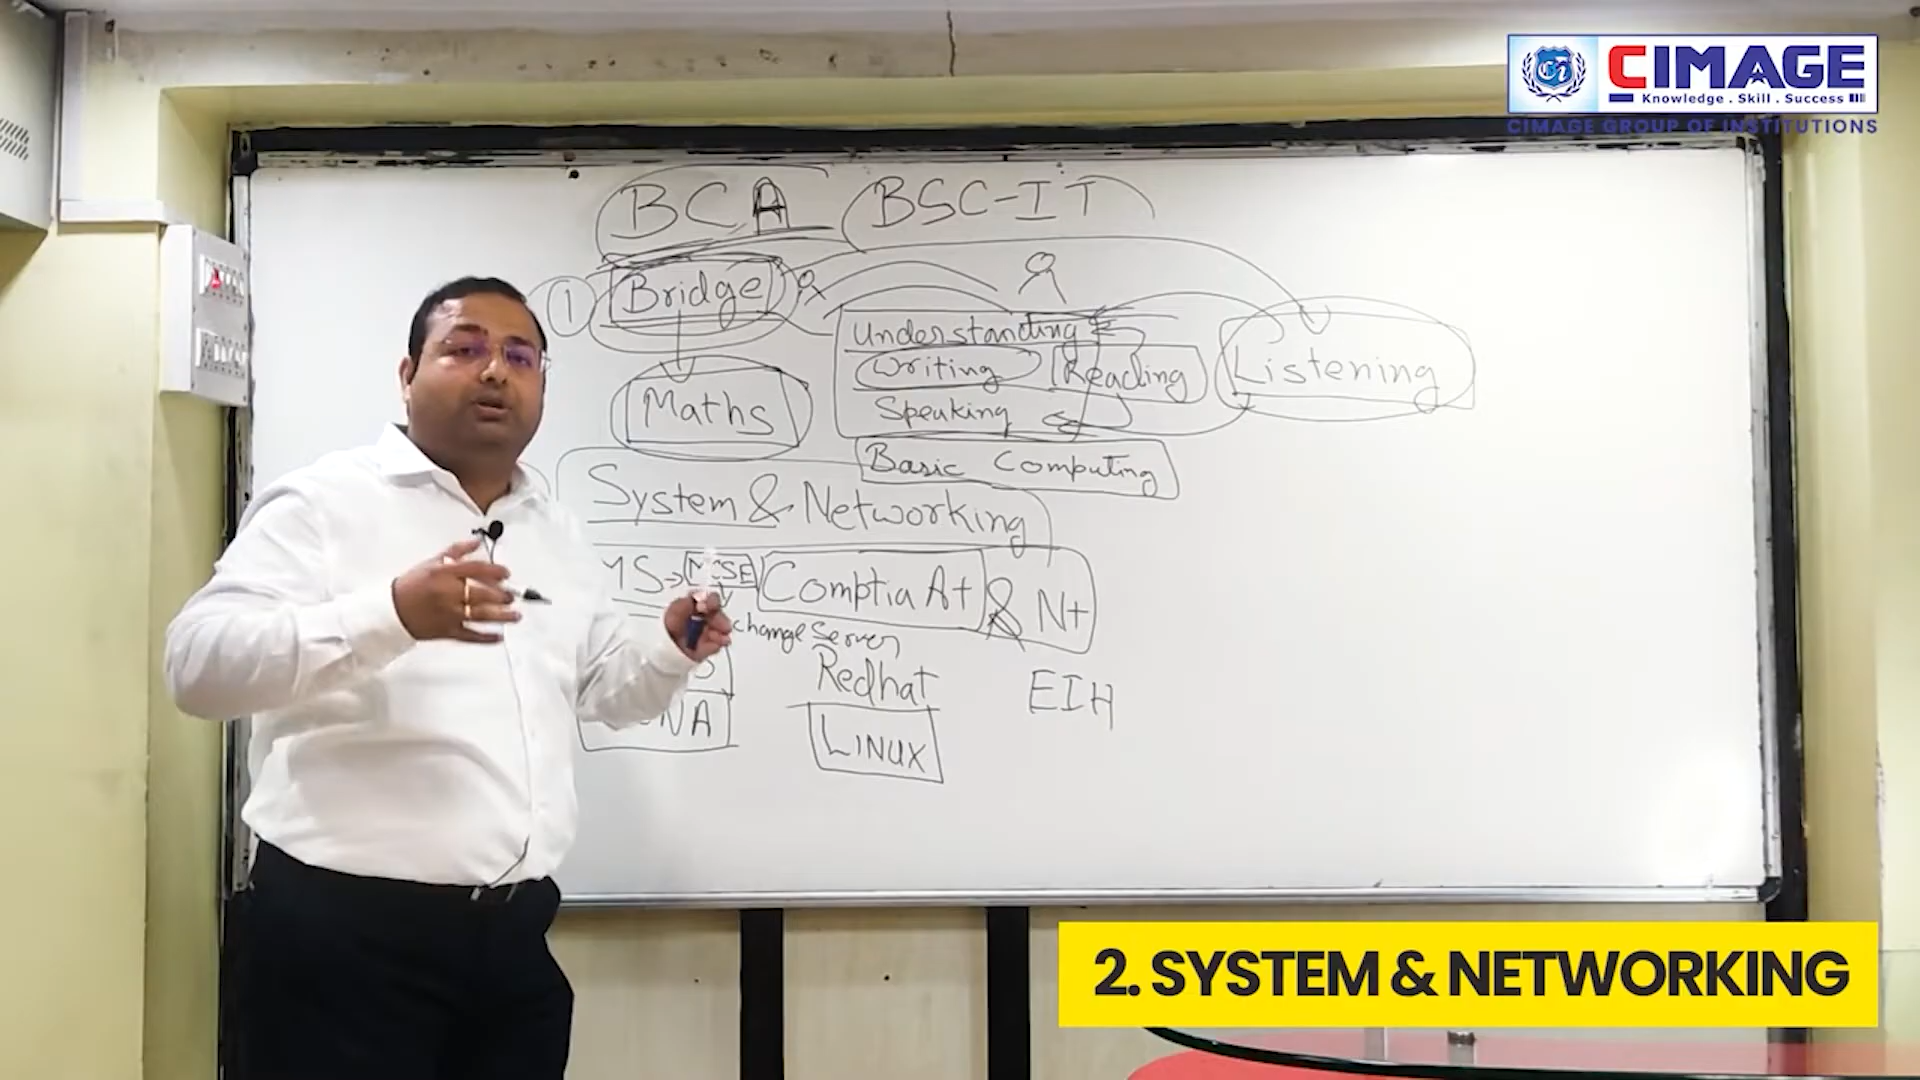 CIMAGE
Knowledge . Skill . Success
CIMAGE GROUP OF INSTITUTIONS
BCA BSC-IT
1 Bridge
Understanding
Writing Reading Listening
Maths Speaking
Basic Computing
System & Networking
MCSE Comptia A+ & N+
change Server
Redhat EIH
NA LINUX
2. SYSTEM & NETWORKING